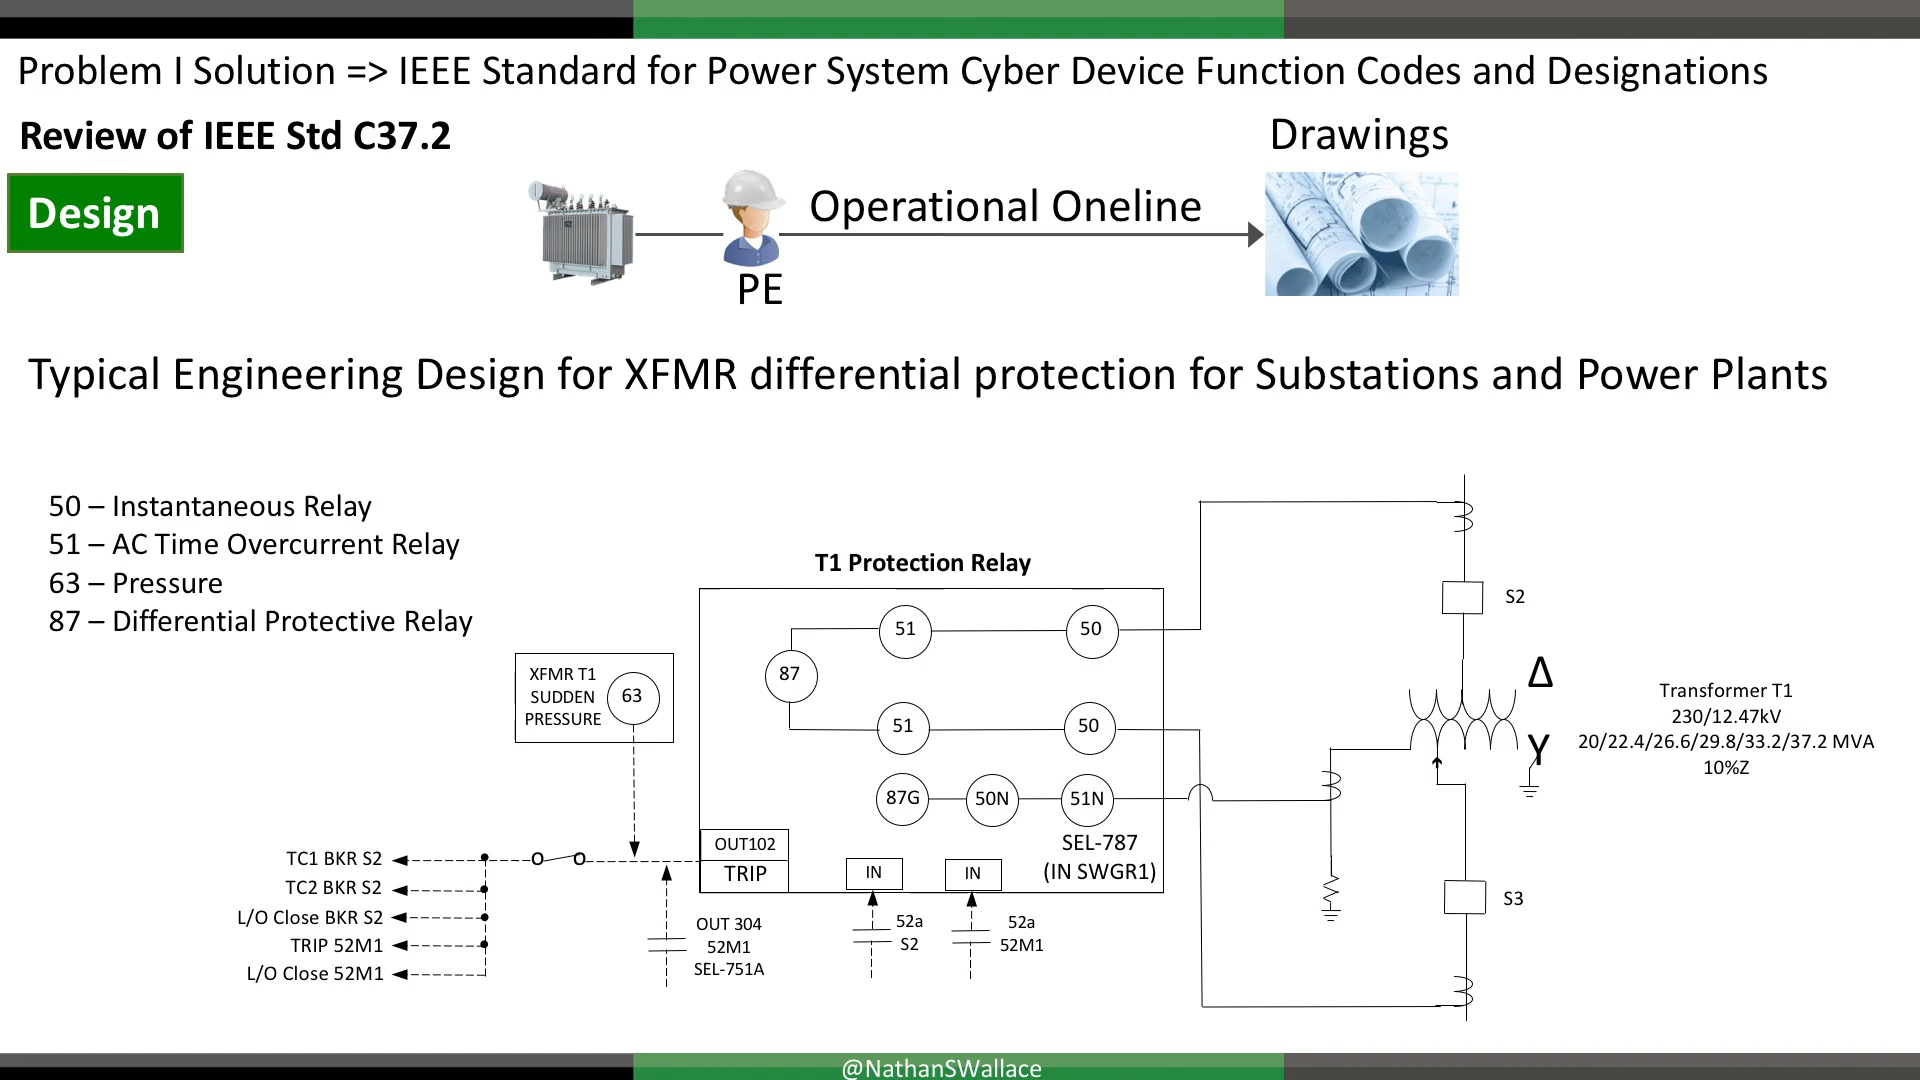 Problem I Solution => IEEE Standard for Power System Cyber Device Function Codes and Designations
Review of IEEE Std C37.2
Drawings
Design
Operational Oneline
PE
Typical Engineering Design for XFMR differential protection for Substations and Power Plants
50 – Instantaneous Relay
51 – AC Time Overcurrent Relay
63 – Pressure
87 – Differential Protective Relay
T1 Protection Relay
XFMR T1
SUDDEN
PRESSURE
63
51
50
87
51
50
87G
50N
51N
SEL-787
(IN SWGR1)
OUT102
TRIP
IN
IN
S2
Δ
Y
Transformer T1
230/12.47kV
20/22.4/26.6/29.8/33.2/37.2 MVA
10%Z
S3
TC1 BKR S2
TC2 BKR S2
L/O Close BKR S2
TRIP 52M1
L/O Close 52M1
OUT 304
52M1
SEL-751A
52a
S2
52a
52M1
@NathanSWallace